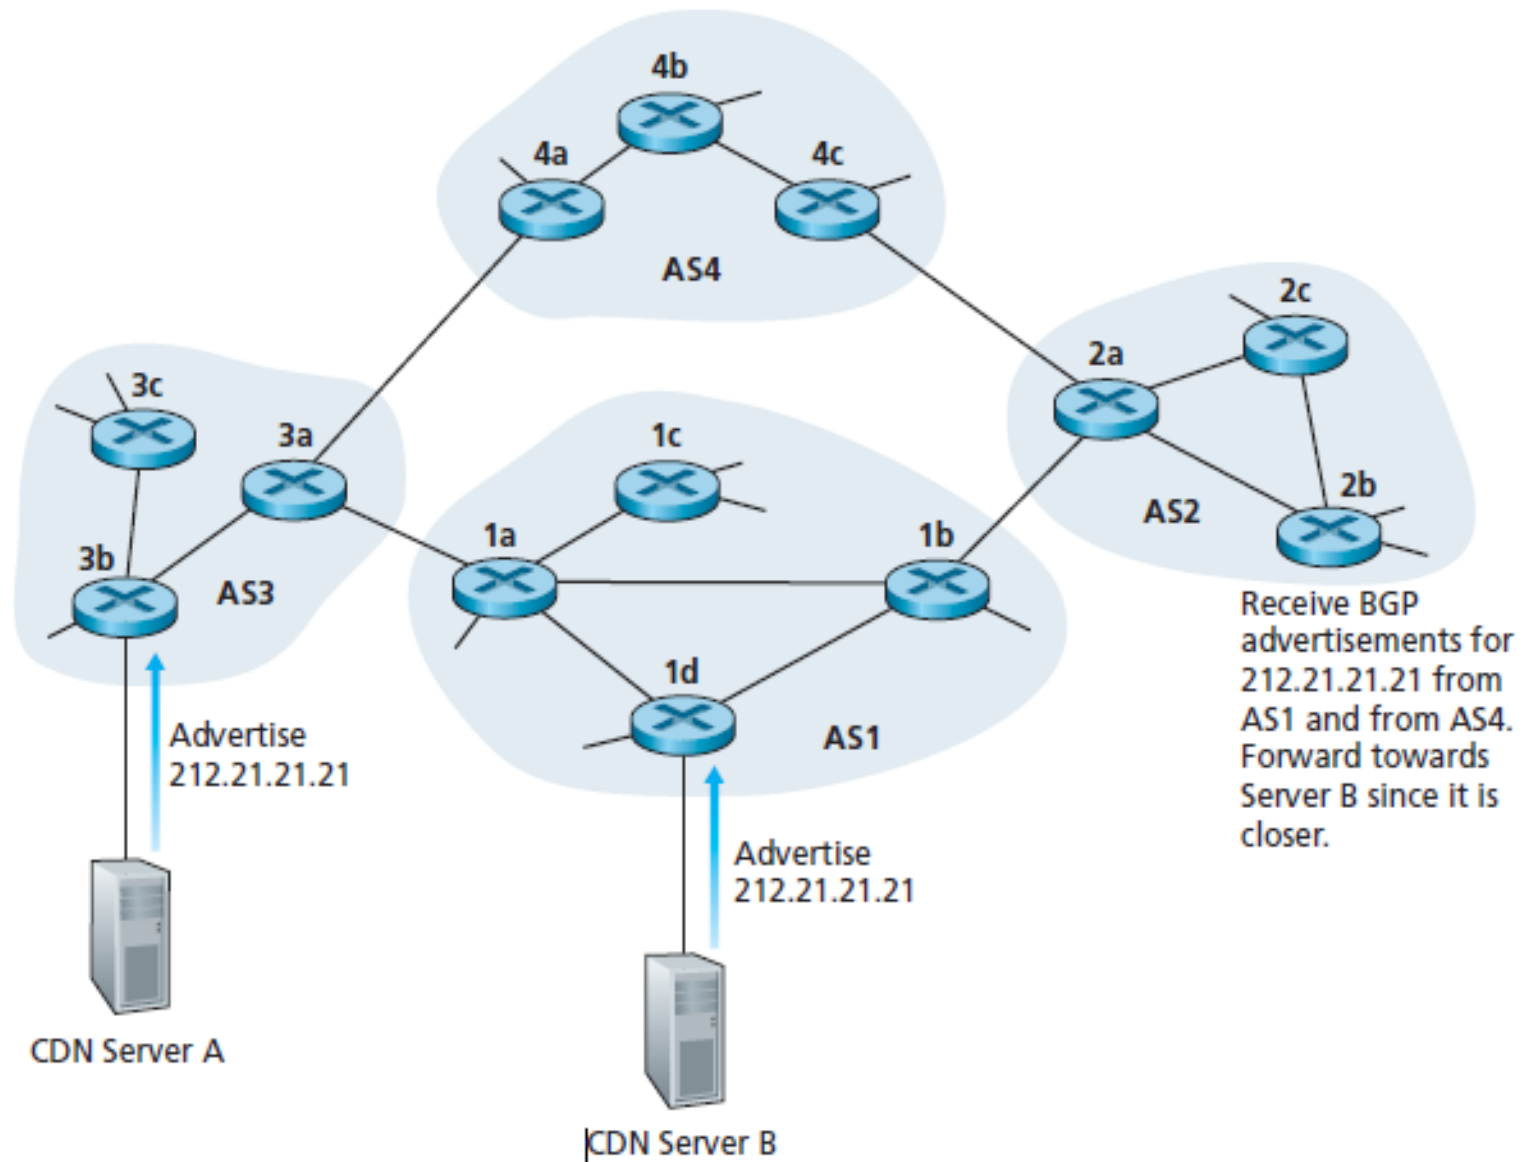 4b
4a
4c
AS4
2c
2a
3c
3a
1c
2b
AS2
1a
1b
3b
AS3
Receive BGP
advertisements for
212.21.21.21 from
AS1 and from AS4.
Forward towards
Server B since it is
closer.
1d
AS1
Advertise
212.21.21.21
Advertise
212.21.21.21
CDN Server A
CDN Server B